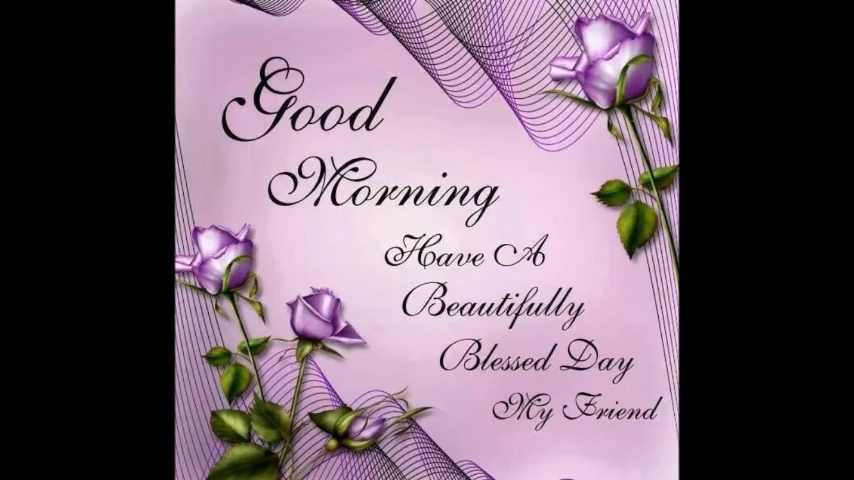 Good
Morning
Have A
Beautifully
Blessed Day
My Friend